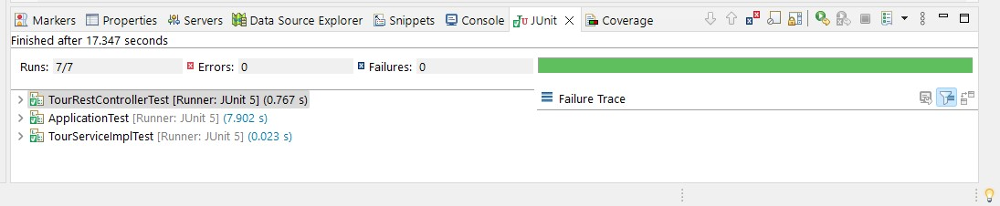 Markers Properties Servers Data Source Explorer Snippets Console JUnit Coverage
Finished after 17.347 seconds
Runs: 7/7 Errors: 0 Failures: 0
TourRestControllerTest [Runner: JUnit 5] (0.767 s)
Failure Trace
ApplicationTest [Runner: JUnit 5] (7.902 s)
TourServiceImplTest [Runner: JUnit 5] (0.023 s)